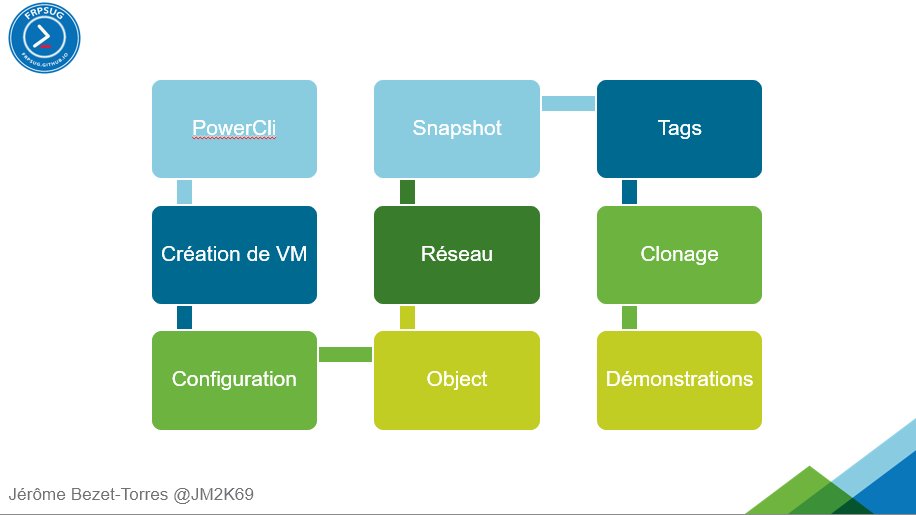 FRPSUG
FRPSUG.GITHUB.IO
PowerCli
Création de VM
Configuration
Object
Réseau
Snapshot
Tags
Clonage
Démonstrations
Jérôme Bezet-Torres @JM2K69